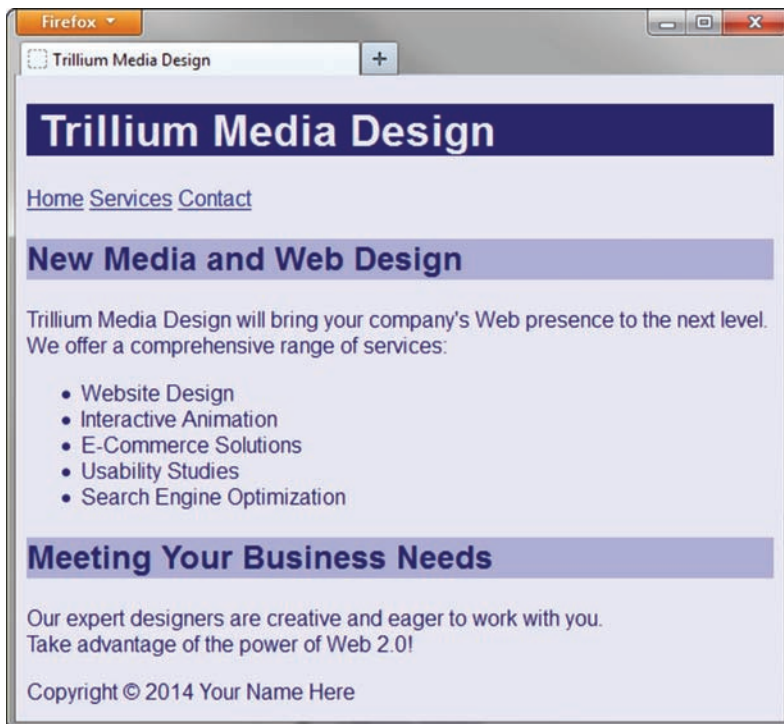 Firefox
Trillium Media Design
Trillium Media Design
Home Services Contact
New Media and Web Design
Trillium Media Design will bring your company's Web presence to the next level.
We offer a comprehensive range of services:
• Website Design
• Interactive Animation
• E-Commerce Solutions
• Usability Studies
• Search Engine Optimization
Meeting Your Business Needs
Our expert designers are creative and eager to work with you.
Take advantage of the power of Web 2.0!
Copyright © 2014 Your Name Here